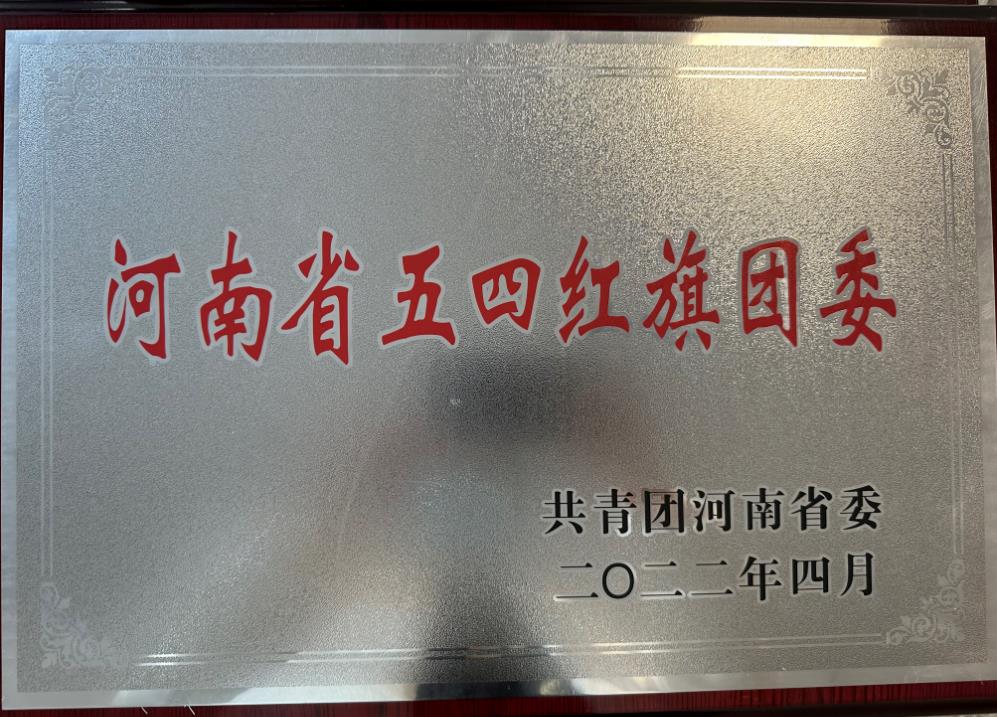 河南省五四红旗团委
共青团河南省委
二〇二二年四月